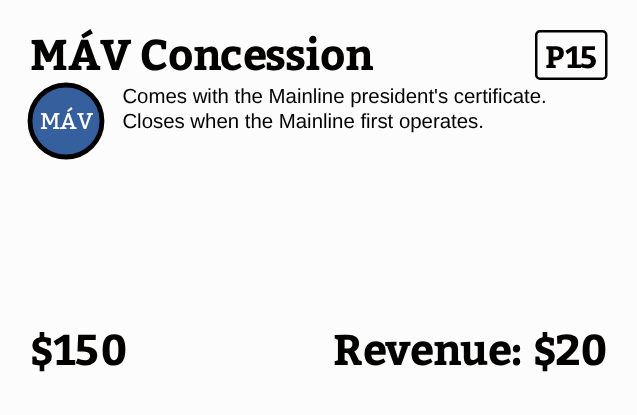 MÁV Concession
P15
MÁV
Comes with the Mainline president's certificate.
Closes when the Mainline first operates.
$150
Revenue: $20